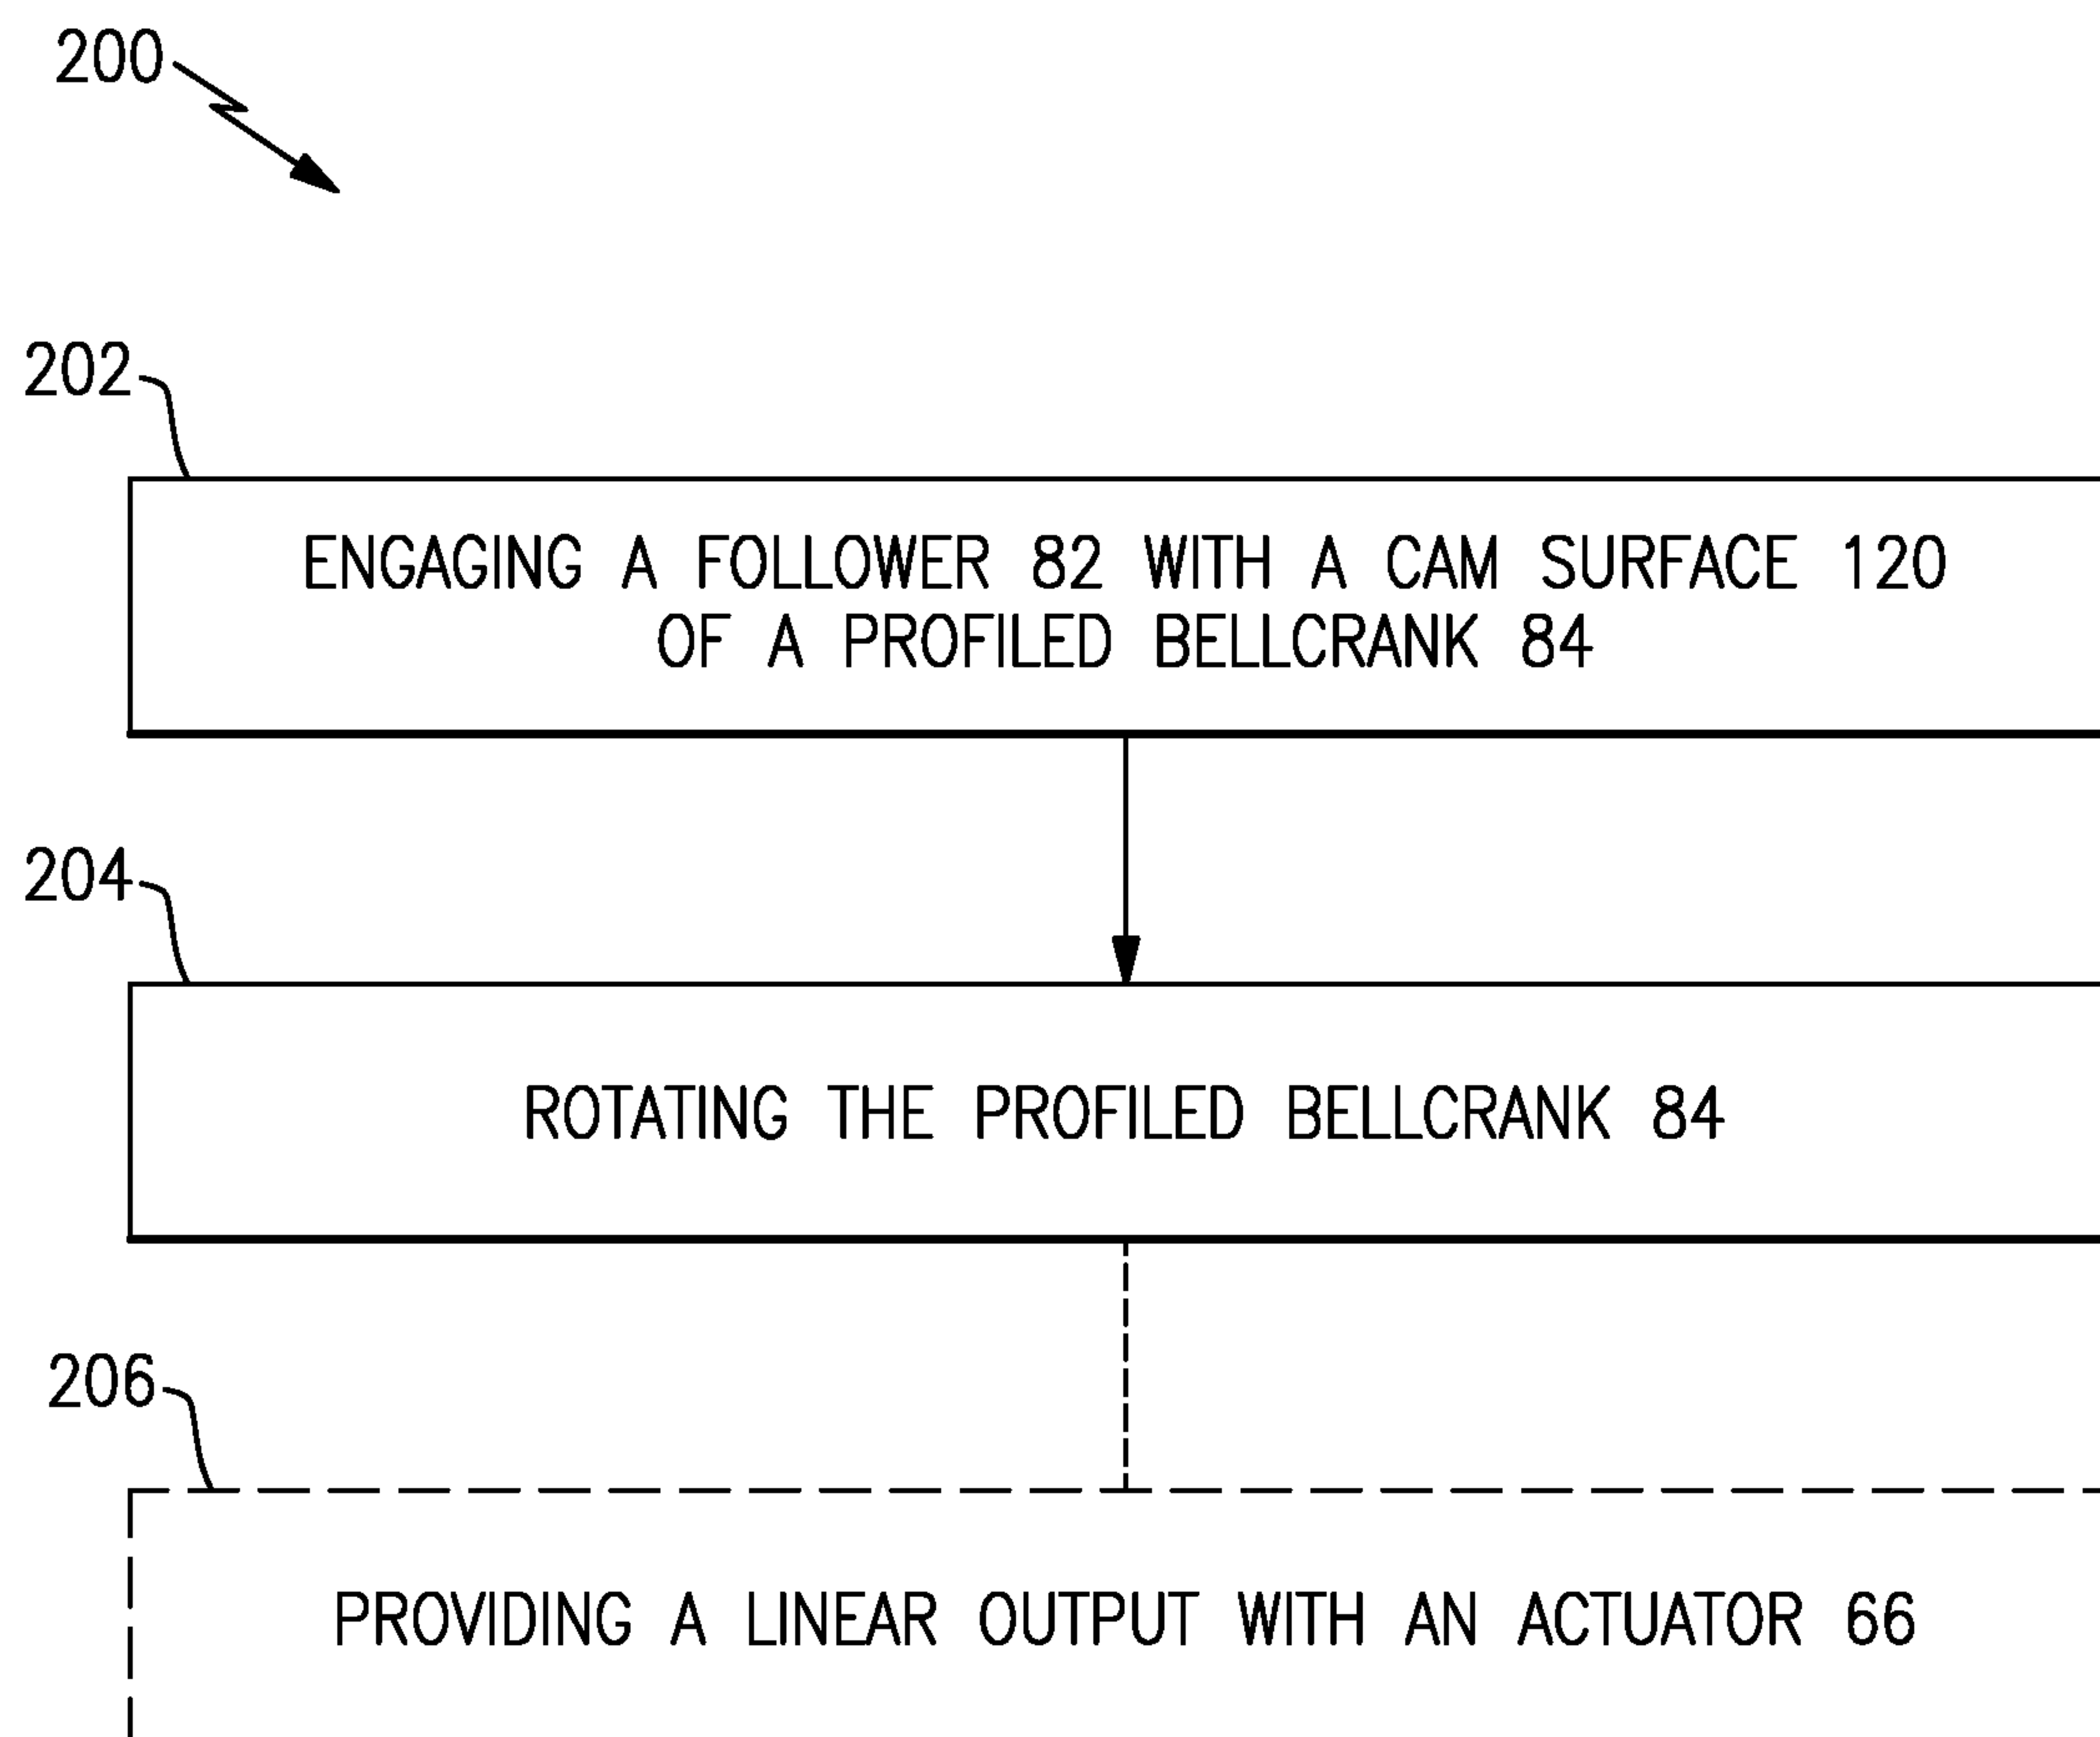 200
202
ENGAGING A FOLLOWER 82 WITH A CAM SURFACE 120
OF A PROFILED BELLCRANK 84
204
ROTATING THE PROFILED BELLCRANK 84
206
PROVIDING A LINEAR OUTPUT WITH AN ACTUATOR 66